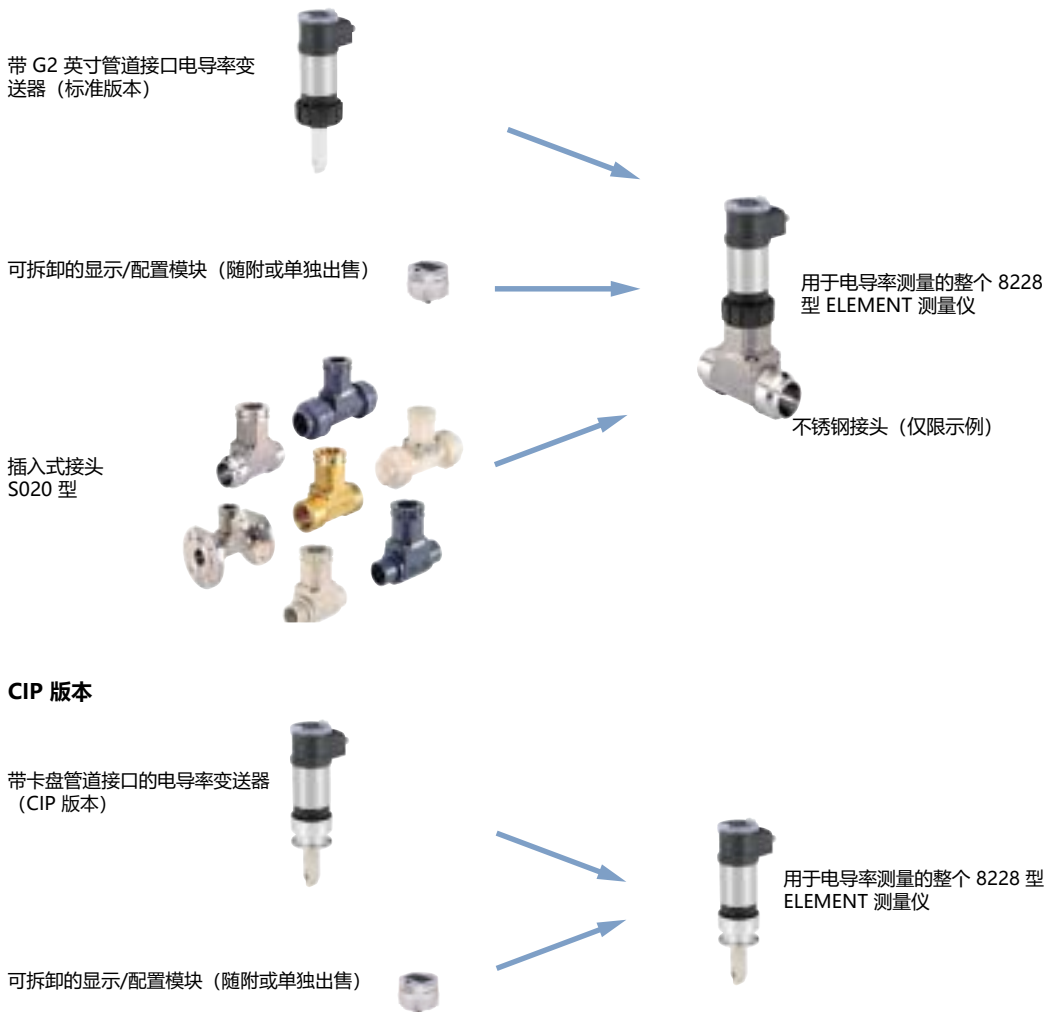 带 G2 英寸管道接口电导率变
送器（标准版本）
可拆卸的显示/配置模块（随附或单独出售）
用于电导率测量的整个 8228
型 ELEMENT 测量仪
不锈钢接头（仅限示例）
插入式接头
S020 型
CIP 版本
带卡盘管道接口的电导率变送器
（CIP 版本）
用于电导率测量的整个 8228 型
ELEMENT 测量仪
可拆卸的显示/配置模块（随附或单独出售）